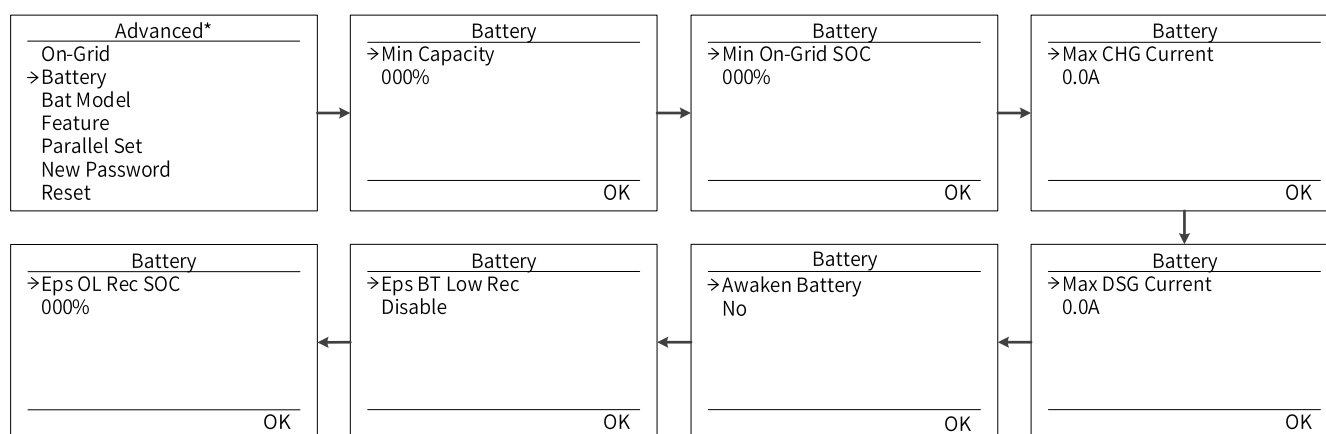 Advanced*
On-Grid
→Battery
Bat Model
Feature
Parallel Set
New Password
Reset
Battery
→Min Capacity
000%
OK
Battery
→Min On-Grid SOC
000%
OK
Battery
→Max CHG Current
0.0A
OK
Battery
→Max DSG Current
0.0A
OK
Battery
→Awaken Battery
No
OK
Battery
→Eps BT Low Rec
Disable
OK
Battery
→Eps OL Rec SOC
000%
OK